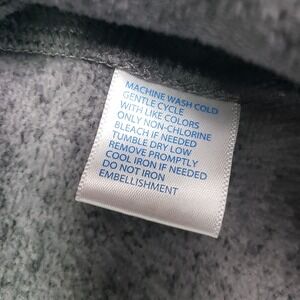 MACHINE WASH COLD
GENTLE CYCLE
WITH LIKE COLORS
ONLY NON-CHLORINE
BLEACH IF NEEDED
TUMBLE DRY LOW
REMOVE PROMPTLY
COOL IRON IF NEEDED
DO NOT IRON
EMBELLISHMENT